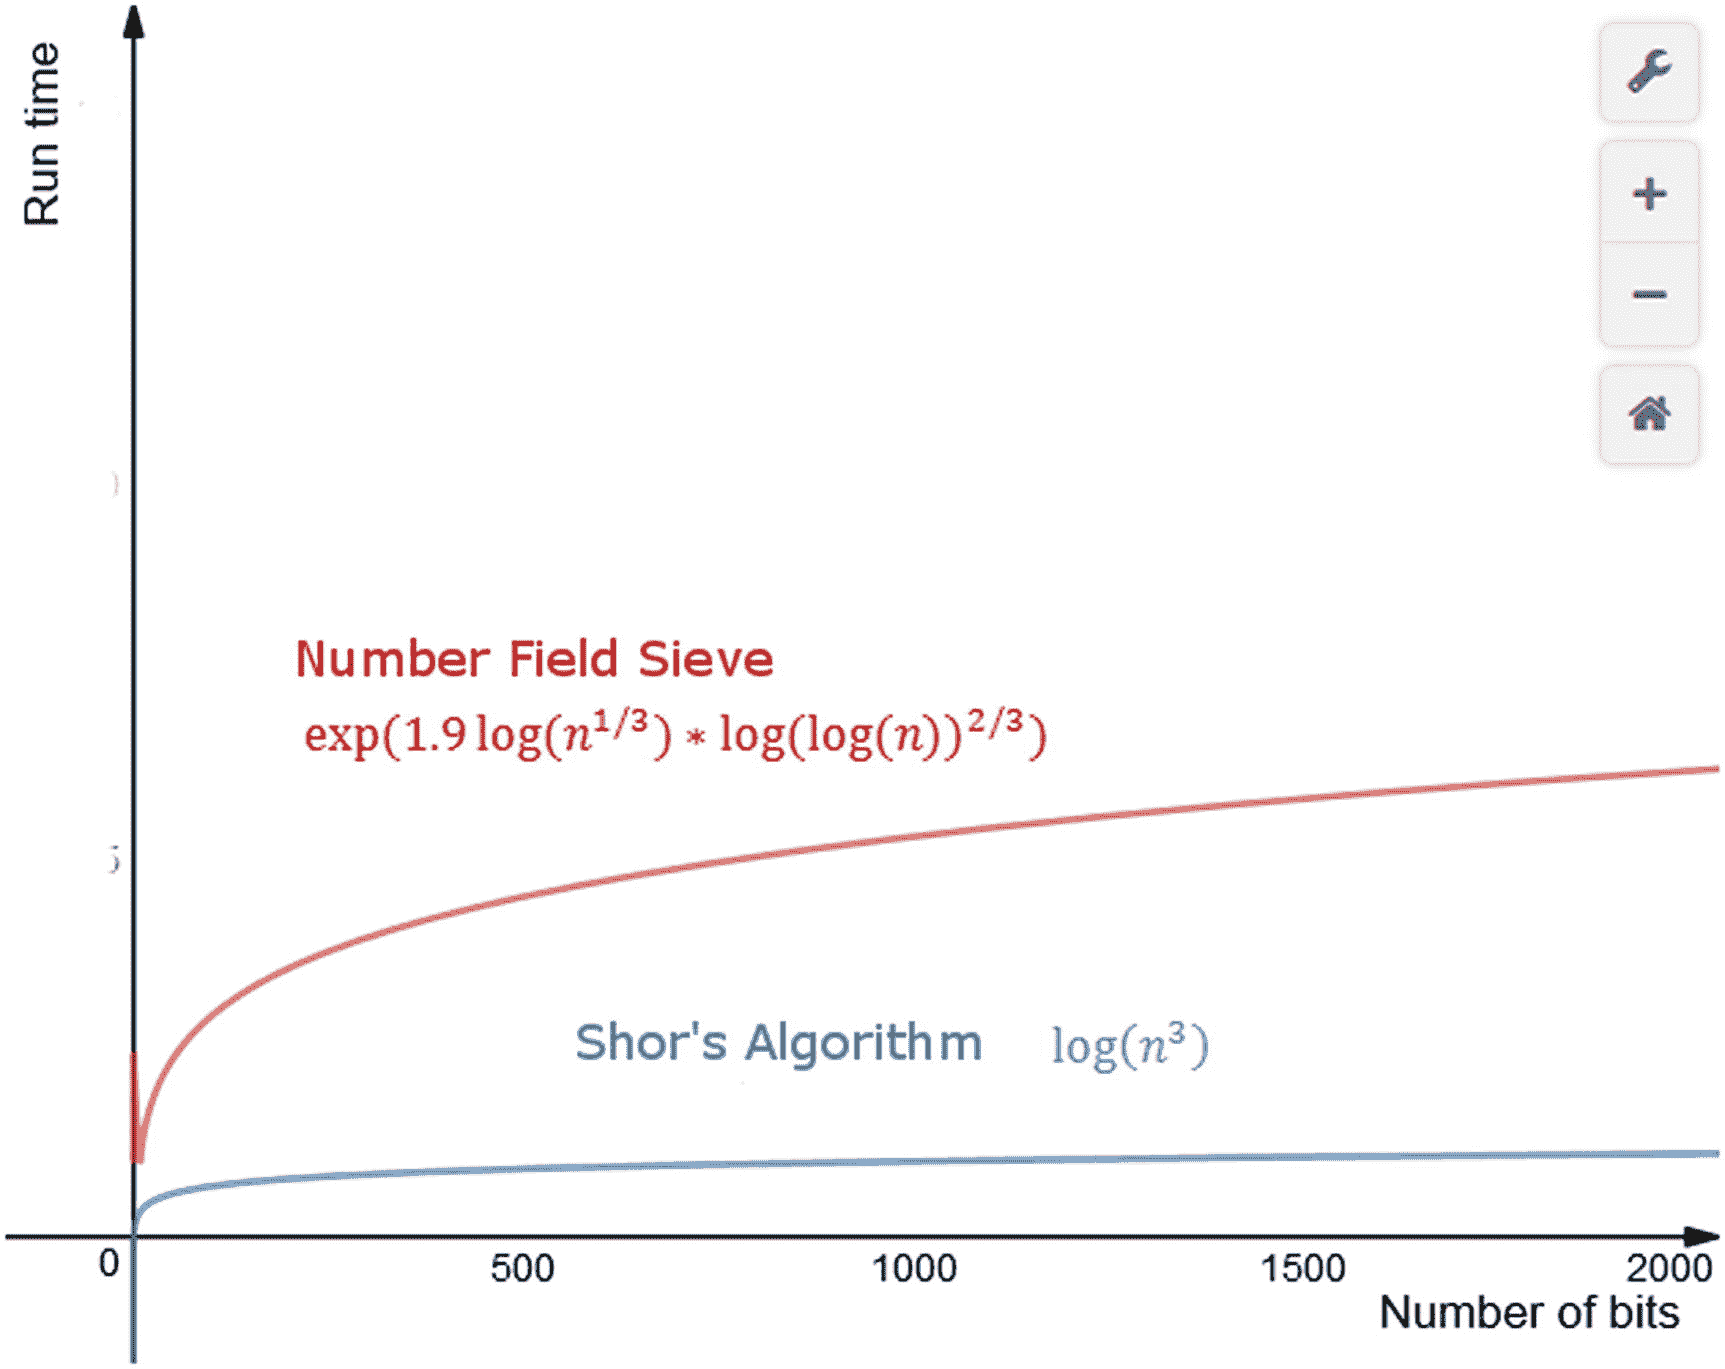 Run time
Number Field Sieve
exp(1.9 log(n^{1/3}) * log(log(n))^{2/3})
Shor's Algorithm log(n^3)
0 500 1000 1500 2000
Number of bits